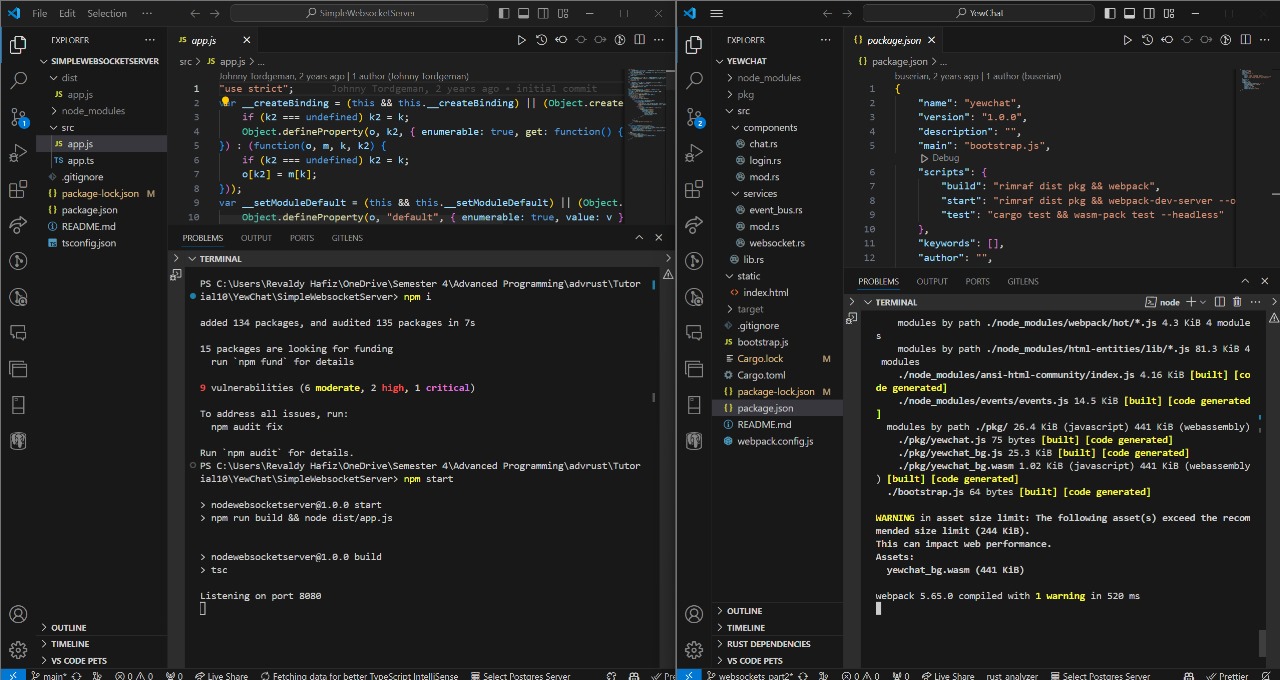 File Edit Selection ··· SimpleWebsocketServer
EXPLORER ···
SIMPLEWEBSOCKETSERVER
dist
JS app.js
node_modules
src
JS app.js
TS app.ts
.gitignore
{} package-lock.json M
{} package.json
README.md
tsconfig.json
OUTLINE
TIMELINE
VS CODE PETS
JS app.js
src > JS app.js > ...
Johnny Tordgeman, 2 years ago | 1 author (Johnny Tordgeman)
1 "use strict"; Johnny Tordgeman, 2 years ago • initial commit
2 var __createBinding = (this && this.__createBinding) || (Object.create
3 if (k2 === undefined) k2 = k;
4 Object.defineProperty(o, k2, { enumerable: true, get: function() {
5 }) : (function(o, m, k, k2) {
6 if (k2 === undefined) k2 = k;
7 o[k2] = m[k];
8 }));
9 var __setModuleDefault = (this && this.__setModuleDefault) || (Object.
10 Object.defineProperty(o, "default", { enumerable: true, value: v }
PROBLEMS OUTPUT PORTS GITLENS
TERMINAL
PS C:\Users\Revaldy Hafiz\OneDrive\Semester 4\Advanced Programming\advrust\Tutor
ial10\YewChat\SimpleWebsocketServer> npm i
added 134 packages, and audited 135 packages in 7s
15 packages are looking for funding
run `npm fund` for details
9 vulnerabilities (6 moderate, 2 high, 1 critical)
To address all issues, run:
npm audit fix
Run `npm audit` for details.
PS C:\Users\Revaldy Hafiz\OneDrive\Semester 4\Advanced Programming\advrust\Tutor
ial10\YewChat\SimpleWebsocketServer> npm start
> nodewebsocketserver@1.0.0 start
> npm run build && node dist/app.js
> nodewebsocketserver@1.0.0 build
> tsc
Listening on port 8080
main* 0 0 0 Live Share Fetching data for better TypeScript IntelliSense Select Postgres Server
YewChat
EXPLORER ···
YEWCHAT
node_modules
pkg
src
components
chat.rs
login.rs
mod.rs
services
event_bus.rs
mod.rs
websocket.rs
lib.rs
static
index.html
target
.gitignore
JS bootstrap.js
Cargo.lock M
Cargo.toml
{} package-lock.json M
{} package.json
README.md
webpack.config.js
OUTLINE
TIMELINE
RUST DEPENDENCIES
VS CODE PETS
{} package.json
{} package.json > ...
buserian, 2 years ago | 1 author (buserian)
1 {
2 "name": "yewchat",
3 "version": "1.0.0",
4 "description": "",
5 "main": "bootstrap.js",
Debug
6 "scripts": {
7 "build": "rimraf dist pkg && webpack",
8 "start": "rimraf dist pkg && webpack-dev-server --o
9 "test": "cargo test && wasm-pack test --headless"
10 },
11 "keywords": [],
12 "author": "",
PROBLEMS OUTPUT PORTS GITLENS
TERMINAL node
modules by path ./node_modules/webpack/hot/*.js 4.3 KiB 4 module
s
modules by path ./node_modules/html-entities/lib/*.js 81.3 KiB 4
modules
./node_modules/ansi-html-community/index.js 4.16 KiB [built] [co
de generated]
./node_modules/events/events.js 14.5 KiB [built] [code generated
]
modules by path ./pkg/ 26.4 KiB (javascript) 441 KiB (webassembly)
./pkg/yewchat.js 75 bytes [built] [code generated]
./pkg/yewchat_bg.js 25.3 KiB [built] [code generated]
./pkg/yewchat_bg.wasm 1.02 KiB (javascript) 441 KiB (webassembly
) [built] [code generated]
./bootstrap.js 64 bytes [built] [code generated]
WARNING in asset size limit: The following asset(s) exceed the recom
mended size limit (244 KiB).
This can impact web performance.
Assets:
yewchat_bg.wasm (441 KiB)
webpack 5.65.0 compiled with 1 warning in 520 ms
websockets-part2* 0 0 0 Live Share rust-analyzer Select Postgres Server Prettier